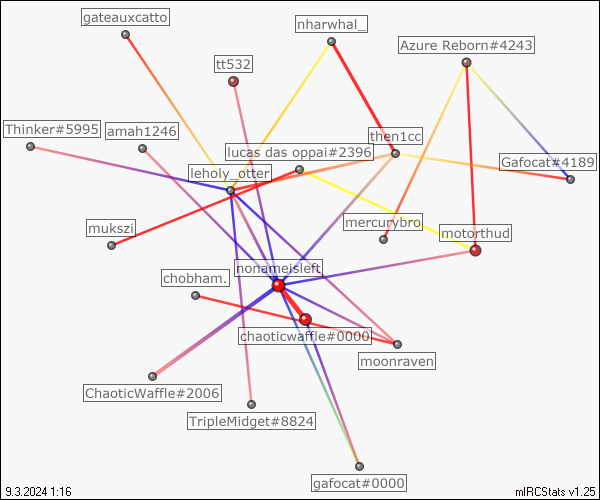 gateauxcatto
nharwhal_
Azure Reborn#4243
tt532
Thinker#5995
amah1246
then1cc
lucas das oppai#2396
Gafocat#4189
leholy_otter
mukszi
mercurybro
motorthud
nonameisleft
chobham.
chaoticwaffle#0000
moonraven
ChaoticWaffle#2006
TripleMidget#8824
gafocat#0000
9.3.2024 1:16
mIRCStats v1.25